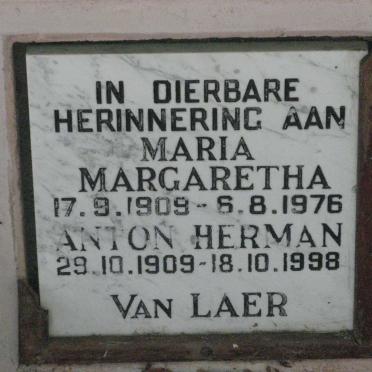 IN DIERBARE
HERINNERING AAN
MARIA
MARGARETHA
17.9.1909 - 6.8.1976
ANTON HERMAN
29.10.1909-18.10.1998
VAN LAER